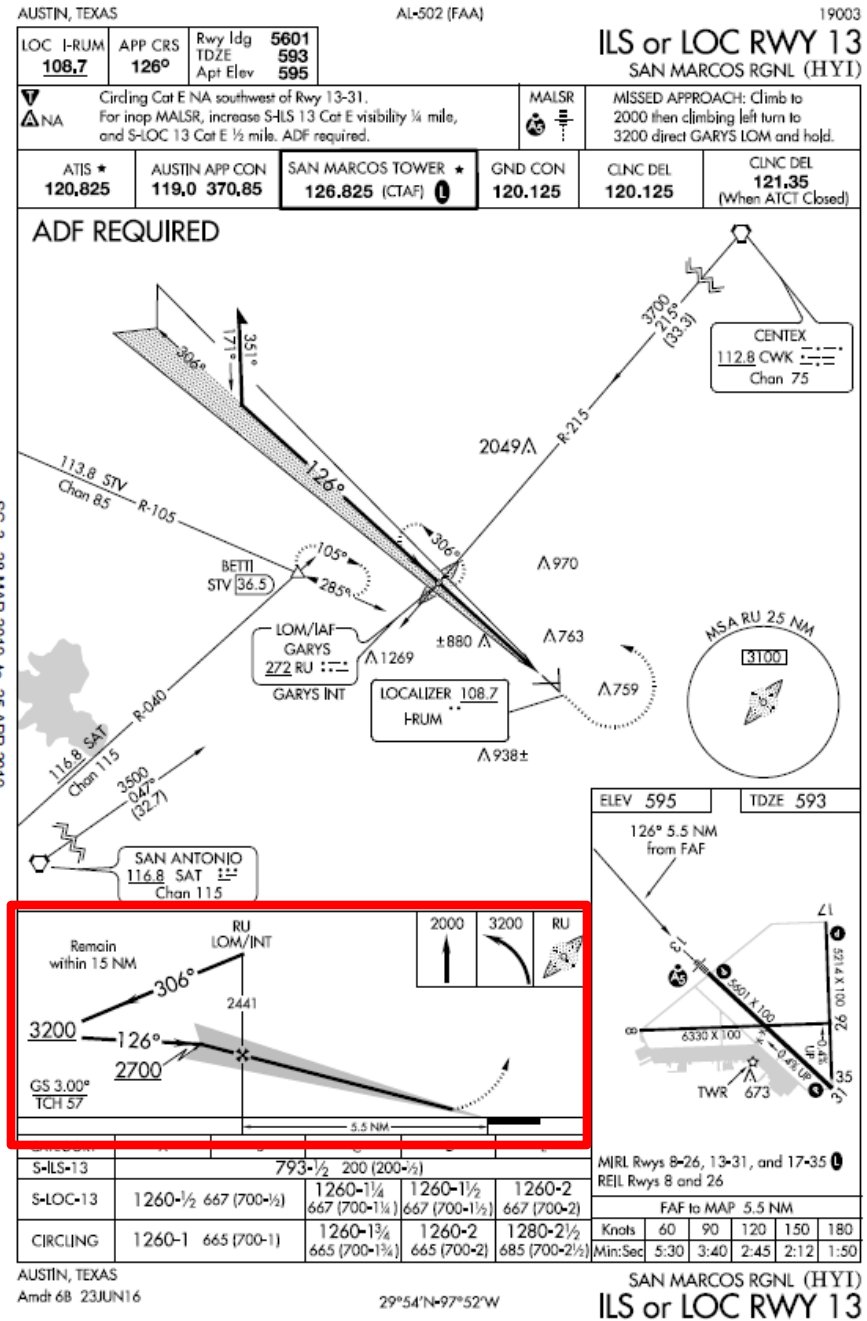 AUSTIN, TEXAS
AL-502 (FAA)
19003
LOC I-RUM
108.7
APP CRS
126°
Rwy ldg 5601
TDZE 593
Apt Elev 595
ILS or LOC RWY 13
SAN MARCOS RGNL (HYI)
T
A NA
Circling Cat E NA southwest of Rwy 13-31.
For inop MALSR, increase S-ILS 13 Cat E visibility ¼ mile,
and S-LOC 13 Cat E ½ mile. ADF required.
MALSR
A5
MISSED APPROACH: Climb to
2000 then climbing left turn to
3200 direct GARYS LOM and hold.
ATIS ★
120.825
AUSTIN APP CON
119.0 370.85
SAN MARCOS TOWER ★
126.825 (CTAF) L
GND CON
120.125
CLNC DEL
120.125
CLNC DEL
121.35
(When ATCT Closed)
ADF REQUIRED
3700
215°
(33.3)
CENTEX
112.8 CWK
Chan 75
306°
171°
351°
R-215
2049
126°
113.8 STV
Chan 85
R-105
BETTI
STV 36.5
105°
285°
306°
970
LOM/IAF
GARYS
272 RU
GARYS INT
1269
±880
763
LOCALIZER 108.7
I-RUM
759
938±
MSA RU 25 NM
3100
R-040
116.8 SAT
Chan 115
3500
047°
(32.7)
SAN ANTONIO
116.8 SAT
Chan 115
ELEV 595
TDZE 593
126° 5.5 NM
from FAF
17
P
5214 X 100
13
A5
5601 X 100
8
6330 X 100
26
0.4% UP
0.4%
UP
TWR
673
35
31
Remain
within 15 NM
RU
LOM/INT
2000
3200
RU
306°
2441
3200
126°
2700
GS 3.00°
TCH 57
5.5 NM
S-ILS-13
793-½ 200 (200-½)
S-LOC-13
1260-½ 667 (700-½)
1260-1¼
667 (700-1¼)
1260-1½
667 (700-1½)
1260-2
667 (700-2)
CIRCLING
1260-1 665 (700-1)
1260-1¾
665 (700-1¾)
1260-2
665 (700-2)
1280-2½
685 (700-2½)
MIRL Rwys 8-26, 13-31, and 17-35 L
REIL Rwys 8 and 26
FAF to MAP 5.5 NM
Knots 60 90 120 150 180
Min:Sec 5:30 3:40 2:45 2:12 1:50
AUSTIN, TEXAS
Amdt 6B 23JUN16
29°54'N-97°52'W
SAN MARCOS RGNL (HYI)
ILS or LOC RWY 13